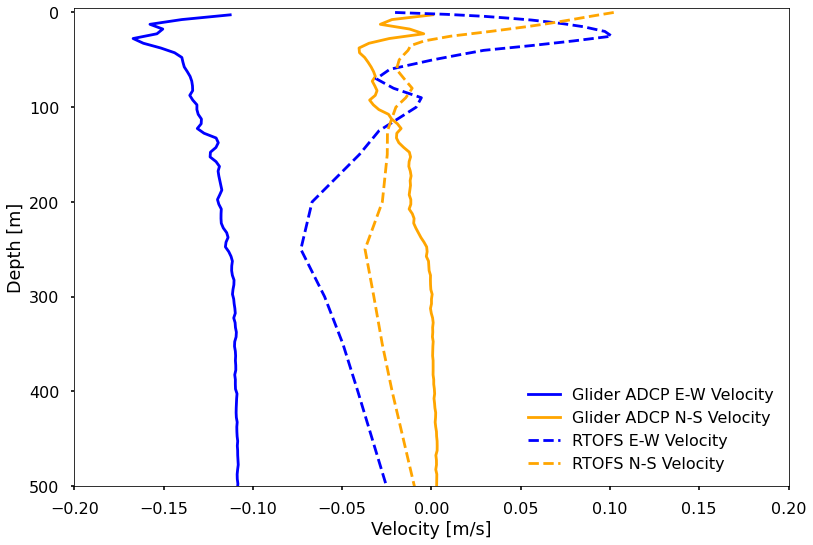 0
100
200
300
400
500
Depth [m]
Glider ADCP E-W Velocity
Glider ADCP N-S Velocity
RTOFS E-W Velocity
RTOFS N-S Velocity
−0.20 −0.15 −0.10 −0.05 0.00 0.05 0.10 0.15 0.20
Velocity [m/s]